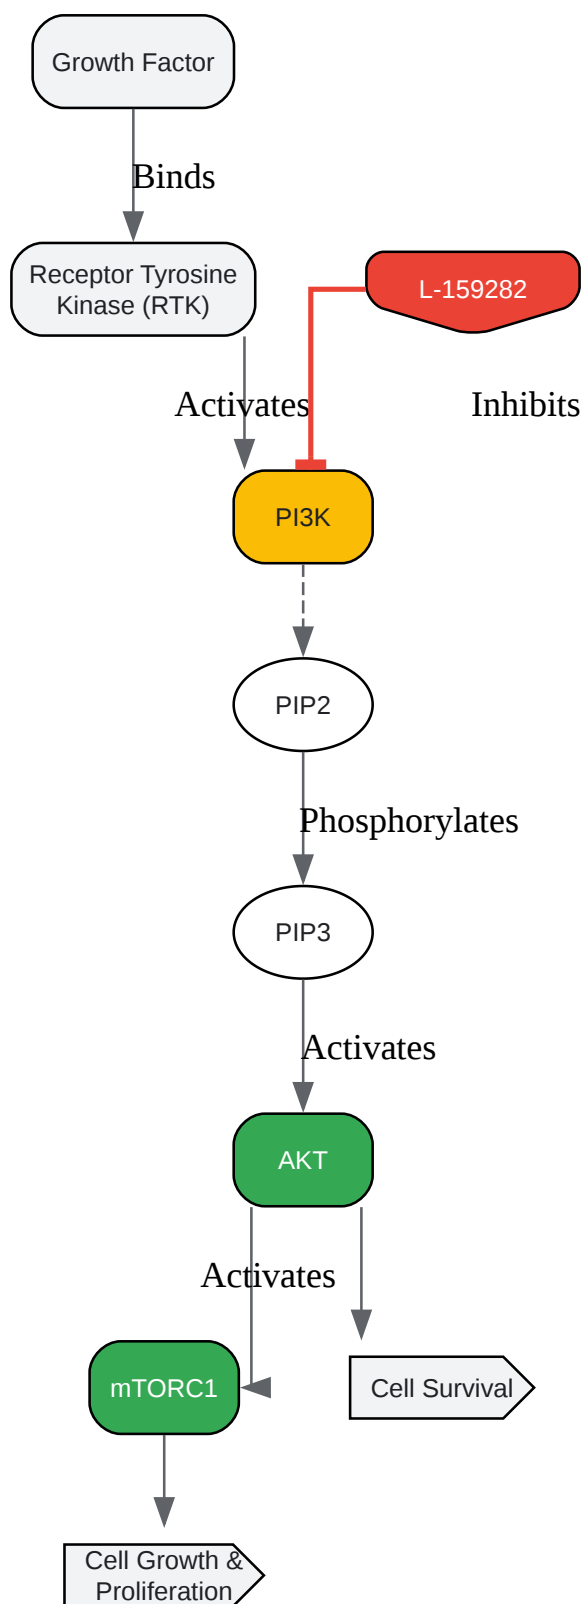 Growth Factor
Binds
Receptor Tyrosine
Kinase (RTK)
L-159282
Activates
Inhibits
PI3K
PIP2
Phosphorylates
PIP3
Activates
AKT
Activates
mTORC1
Cell Survival
Cell Growth &
Proliferation